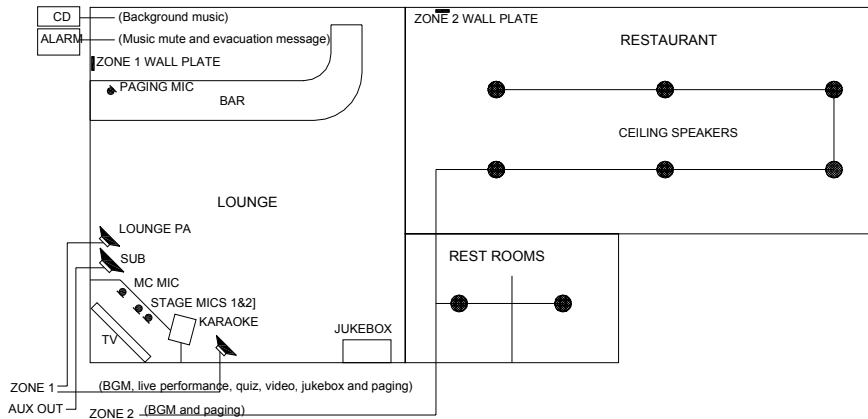 CD (Background music)
ZONE 2 WALL PLATE
ALARM (Music mute and evacuation message)
RESTAURANT
ZONE 1 WALL PLATE
PAGING MIC
BAR
CEILING SPEAKERS
LOUNGE
LOUNGE PA
SUB
REST ROOMS
MC MIC
STAGE MICS 1&2]
KARAOKE
TV
JUKEBOX
ZONE 1 (BGM, live performance, quiz, video, jukebox and paging)
AUX OUT
ZONE 2 (BGM and paging)